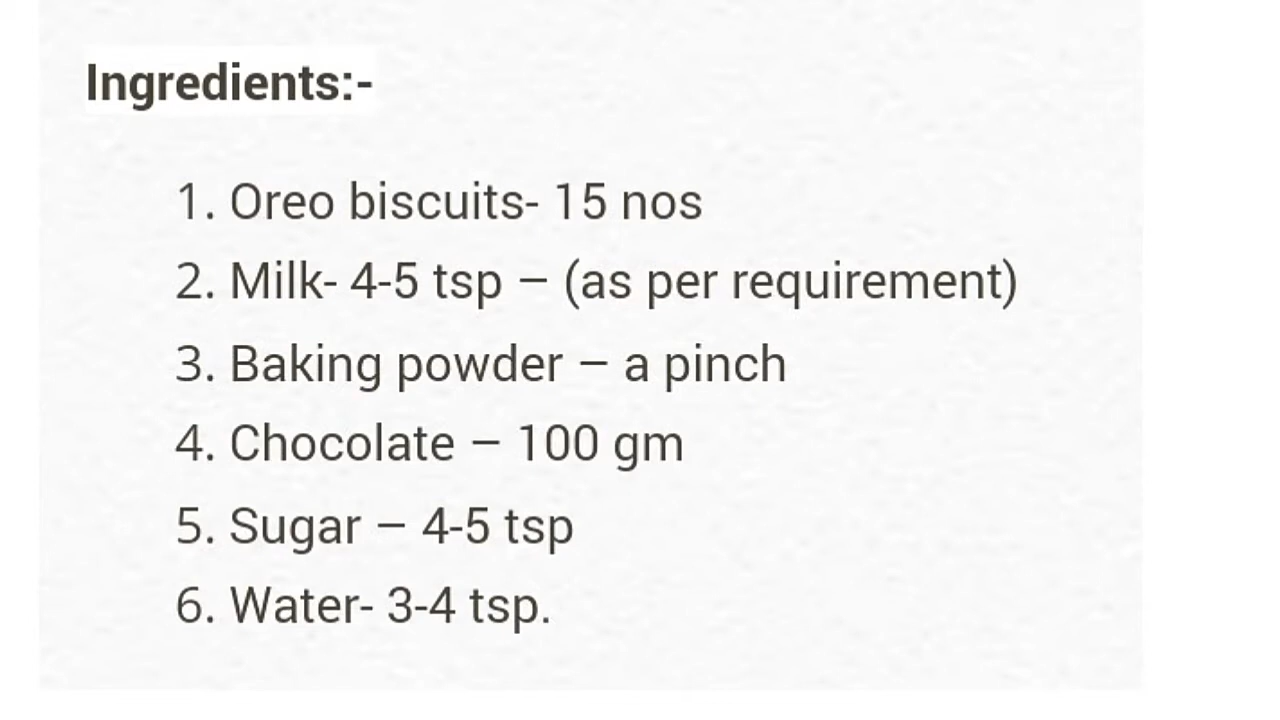 Ingredients:-
1. Oreo biscuits- 15 nos
2. Milk- 4-5 tsp – (as per requirement)
3. Baking powder – a pinch
4. Chocolate – 100 gm
5. Sugar – 4-5 tsp
6. Water- 3-4 tsp.